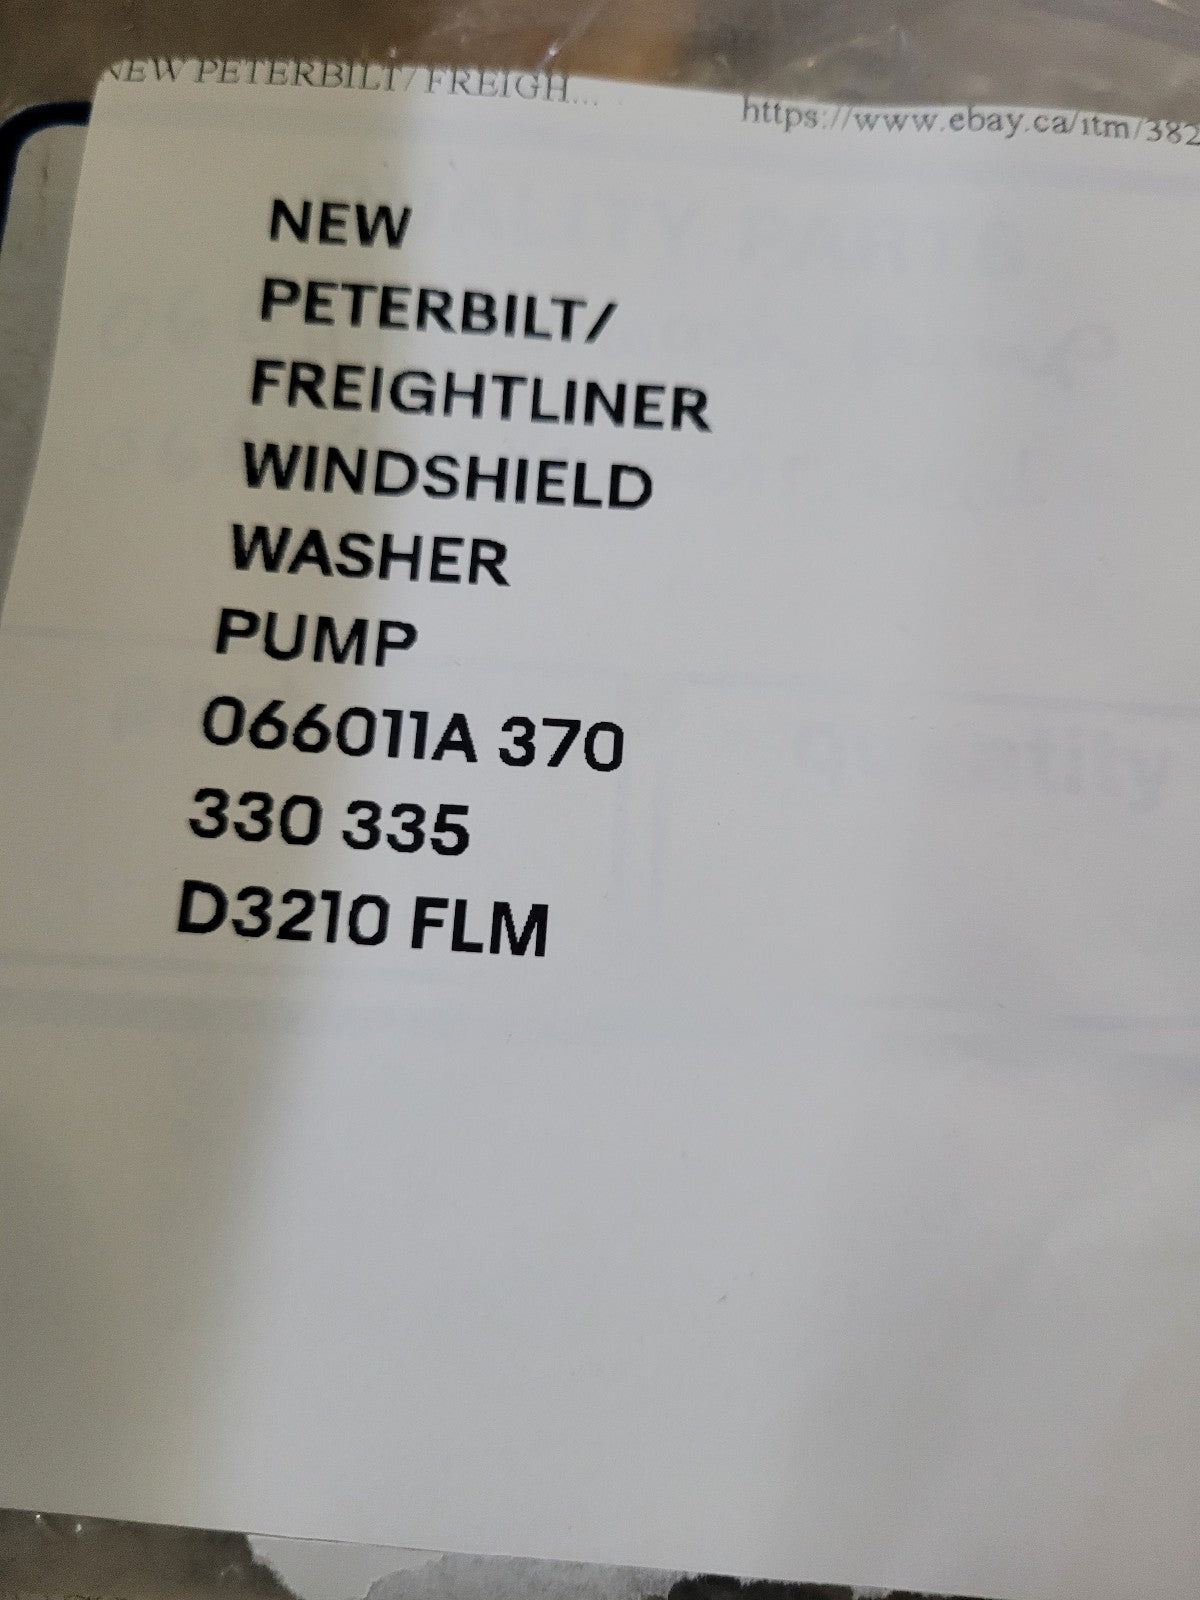 NEW PETERBILT/ FREIGH...
https://www.ebay.ca/itm/382
NEW
PETERBILT/
FREIGHTLINER
WINDSHIELD
WASHER
PUMP
066011A 370
330 335
D3210 FLM